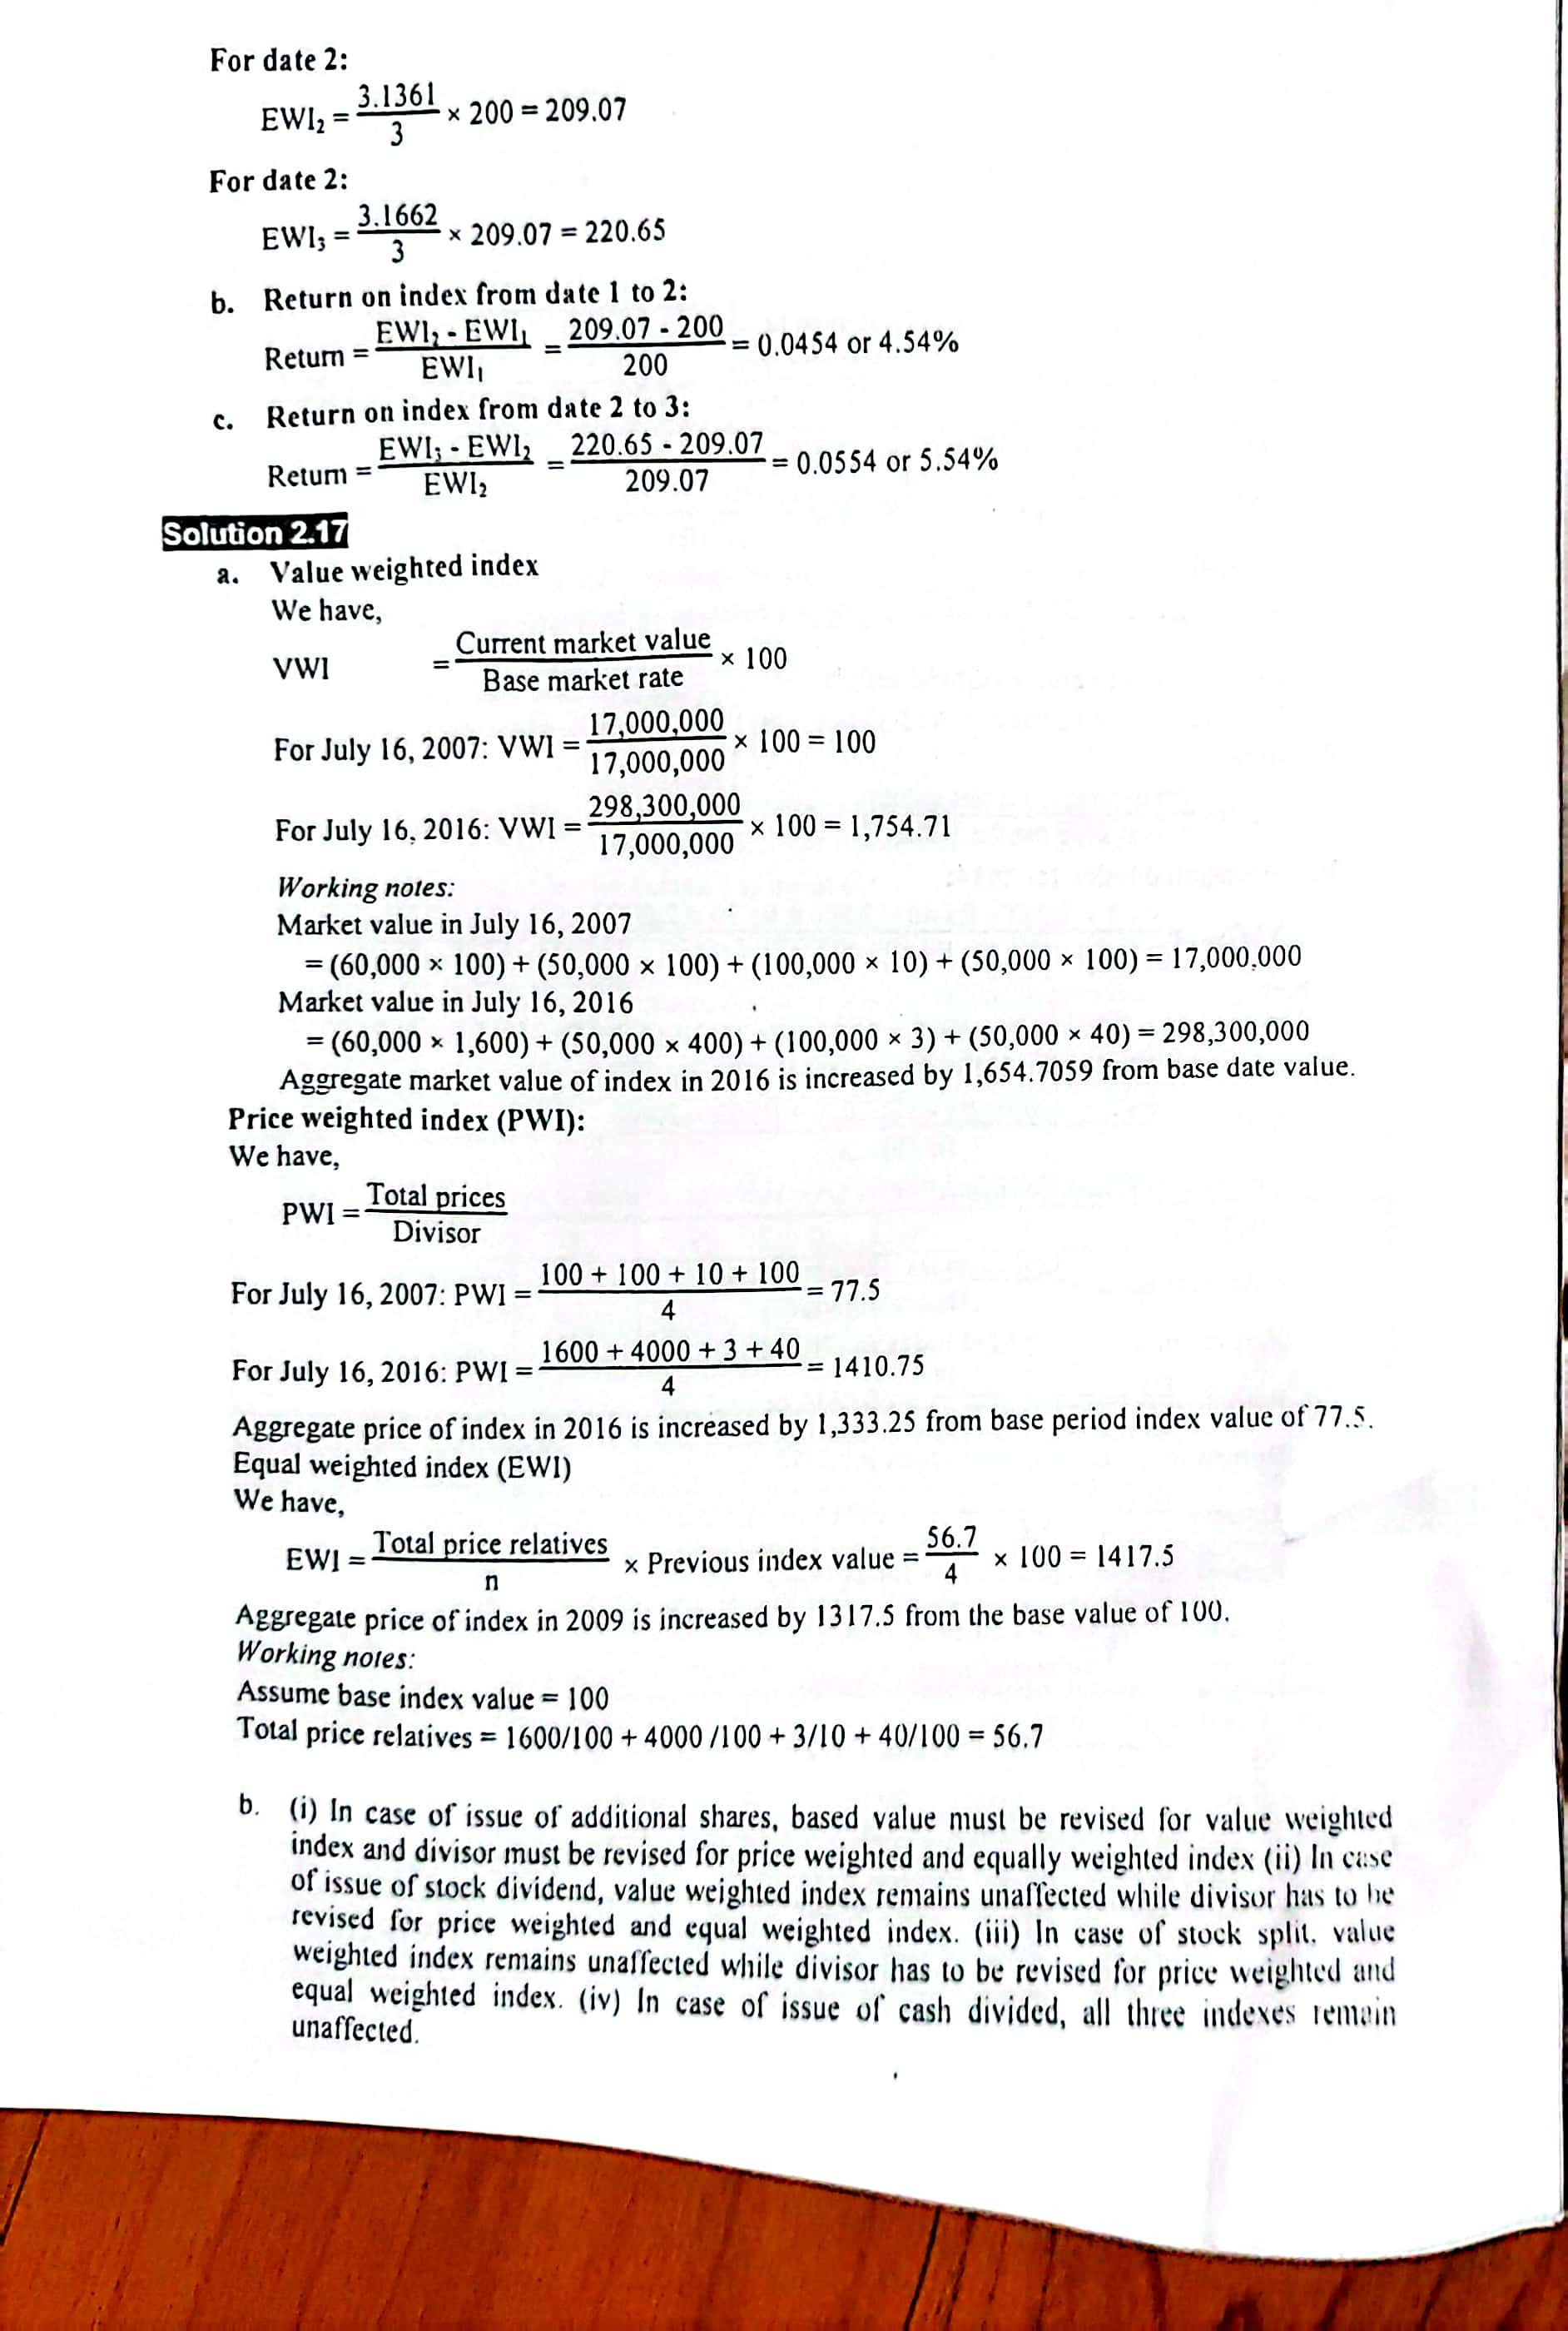 For date 2:
EWI₂ = 3.1361/3 × 200 = 209.07
For date 2:
EWI₃ = 3.1662/3 × 209.07 = 220.65
b. Return on index from date 1 to 2:
Return = EWI₂ - EWI₁/EWI₁ = 209.07 - 200/200 = 0.0454 or 4.54%
c. Return on index from date 2 to 3:
Return = EWI₃ - EWI₂/EWI₂ = 220.65 - 209.07/209.07 = 0.0554 or 5.54%
Solution 2.17
a. Value weighted index
We have,
VWI = Current market value/Base market rate × 100
For July 16, 2007: VWI = 17,000,000/17,000,000 × 100 = 100
For July 16, 2016: VWI = 298,300,000/17,000,000 × 100 = 1,754.71
Working notes:
Market value in July 16, 2007
= (60,000 × 100) + (50,000 × 100) + (100,000 × 10) + (50,000 × 100) = 17,000,000
Market value in July 16, 2016
= (60,000 × 1,600) + (50,000 × 400) + (100,000 × 3) + (50,000 × 40) = 298,300,000
Aggregate market value of index in 2016 is increased by 1,654.7059 from base date value.
Price weighted index (PWI):
We have,
PWI = Total prices/Divisor
For July 16, 2007: PWI = 100 + 100 + 10 + 100/4 = 77.5
For July 16, 2016: PWI = 1600 + 4000 + 3 + 40/4 = 1410.75
Aggregate price of index in 2016 is increased by 1,333.25 from base period index value of 77.5.
Equal weighted index (EWI)
We have,
EWI = Total price relatives/n × Previous index value = 56.7/4 × 100 = 1417.5
Aggregate price of index in 2009 is increased by 1317.5 from the base value of 100.
Working notes:
Assume base index value = 100
Total price relatives = 1600/100 + 4000 /100 + 3/10 + 40/100 = 56.7
b. (i) In case of issue of additional shares, based value must be revised for value weighted
index and divisor must be revised for price weighted and equally weighted index (ii) In case
of issue of stock dividend, value weighted index remains unaffected while divisor has to be
revised for price weighted and equal weighted index. (iii) In case of stock split, value
weighted index remains unaffected while divisor has to be revised for price weighted and
equal weighted index. (iv) In case of issue of cash divided, all three indexes remain
unaffected.